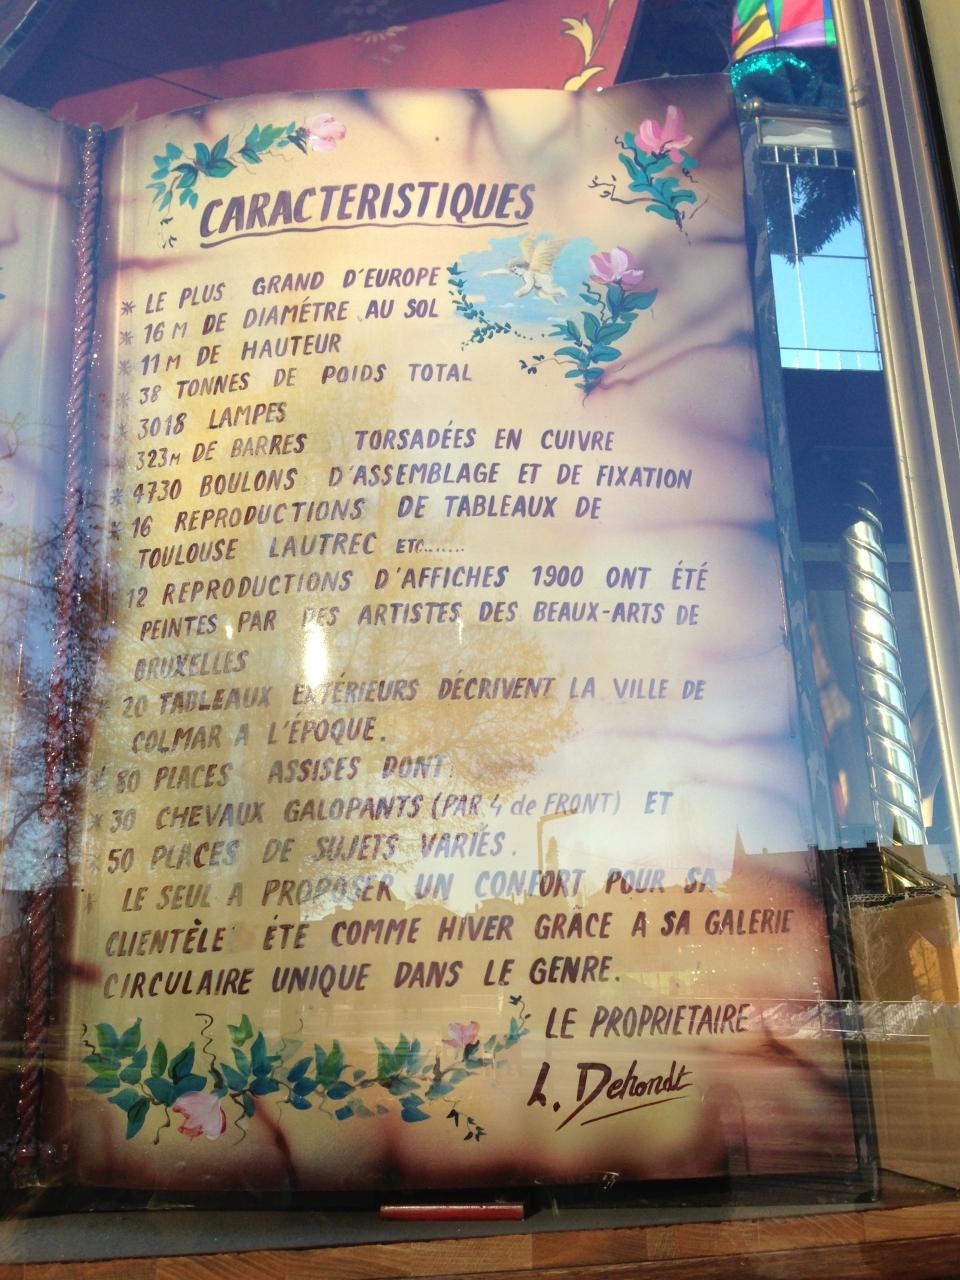 CARACTERISTIQUES
* LE PLUS GRAND D'EUROPE
* 16 M DE DIAMÉTRE AU SOL
* 11 M DE HAUTEUR
* 38 TONNES DE POIDS TOTAL
* 3018 LAMPES
* 323M DE BARRES TORSADÉES EN CUIVRE
* 4730 BOULONS D'ASSEMBLAGE ET DE FIXATION
* 16 REPRODUCTIONS DE TABLEAUX DE
TOULOUSE LAUTREC ETC.......
12 REPRODUCTIONS D'AFFICHES 1900 ONT ÉTÉ
PEINTES PAR DES ARTISTES DES BEAUX-ARTS DE
BRUXELLES
* 20 TABLEAUX EXTÉRIEURS DÉCRIVENT LA VILLE DE
COLMAR A L'ÉPOQUE.
* 80 PLACES ASSISES DONT
* 30 CHEVAUX GALOPANTS (PAR 4 de FRONT) ET
50 PLACES DE SUJETS VARIÉS.
* LE SEUL A PROPOSER UN CONFORT POUR SA
CLIENTÈLE ÉTÉ COMME HIVER GRÂCE A SA GALERIE
CIRCULAIRE UNIQUE DANS LE GENRE.
LE PROPRIETAIRE
L. Dehondt